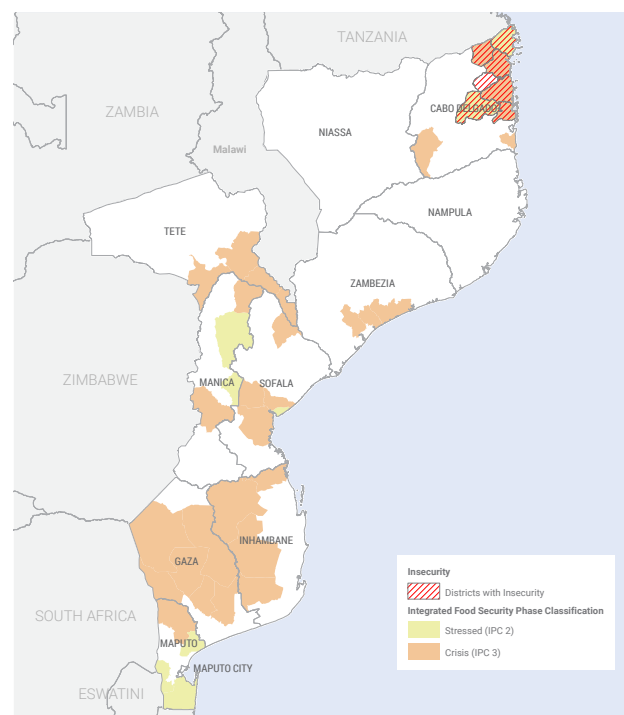 TANZANIA
ZAMBIA
CABO DELGADO
NIASSA
Malawi
NAMPULA
TETE
ZAMBEZIA
ZIMBABWE
MANICA
SOFALA
INHAMBANE
GAZA
Insecurity
Districts with Insecurity
Integrated Food Security Phase Classification
Stressed (IPC 2)
Crisis (IPC 3)
SOUTH AFRICA
MAPUTO
MAPUTO CITY
ESWATINI